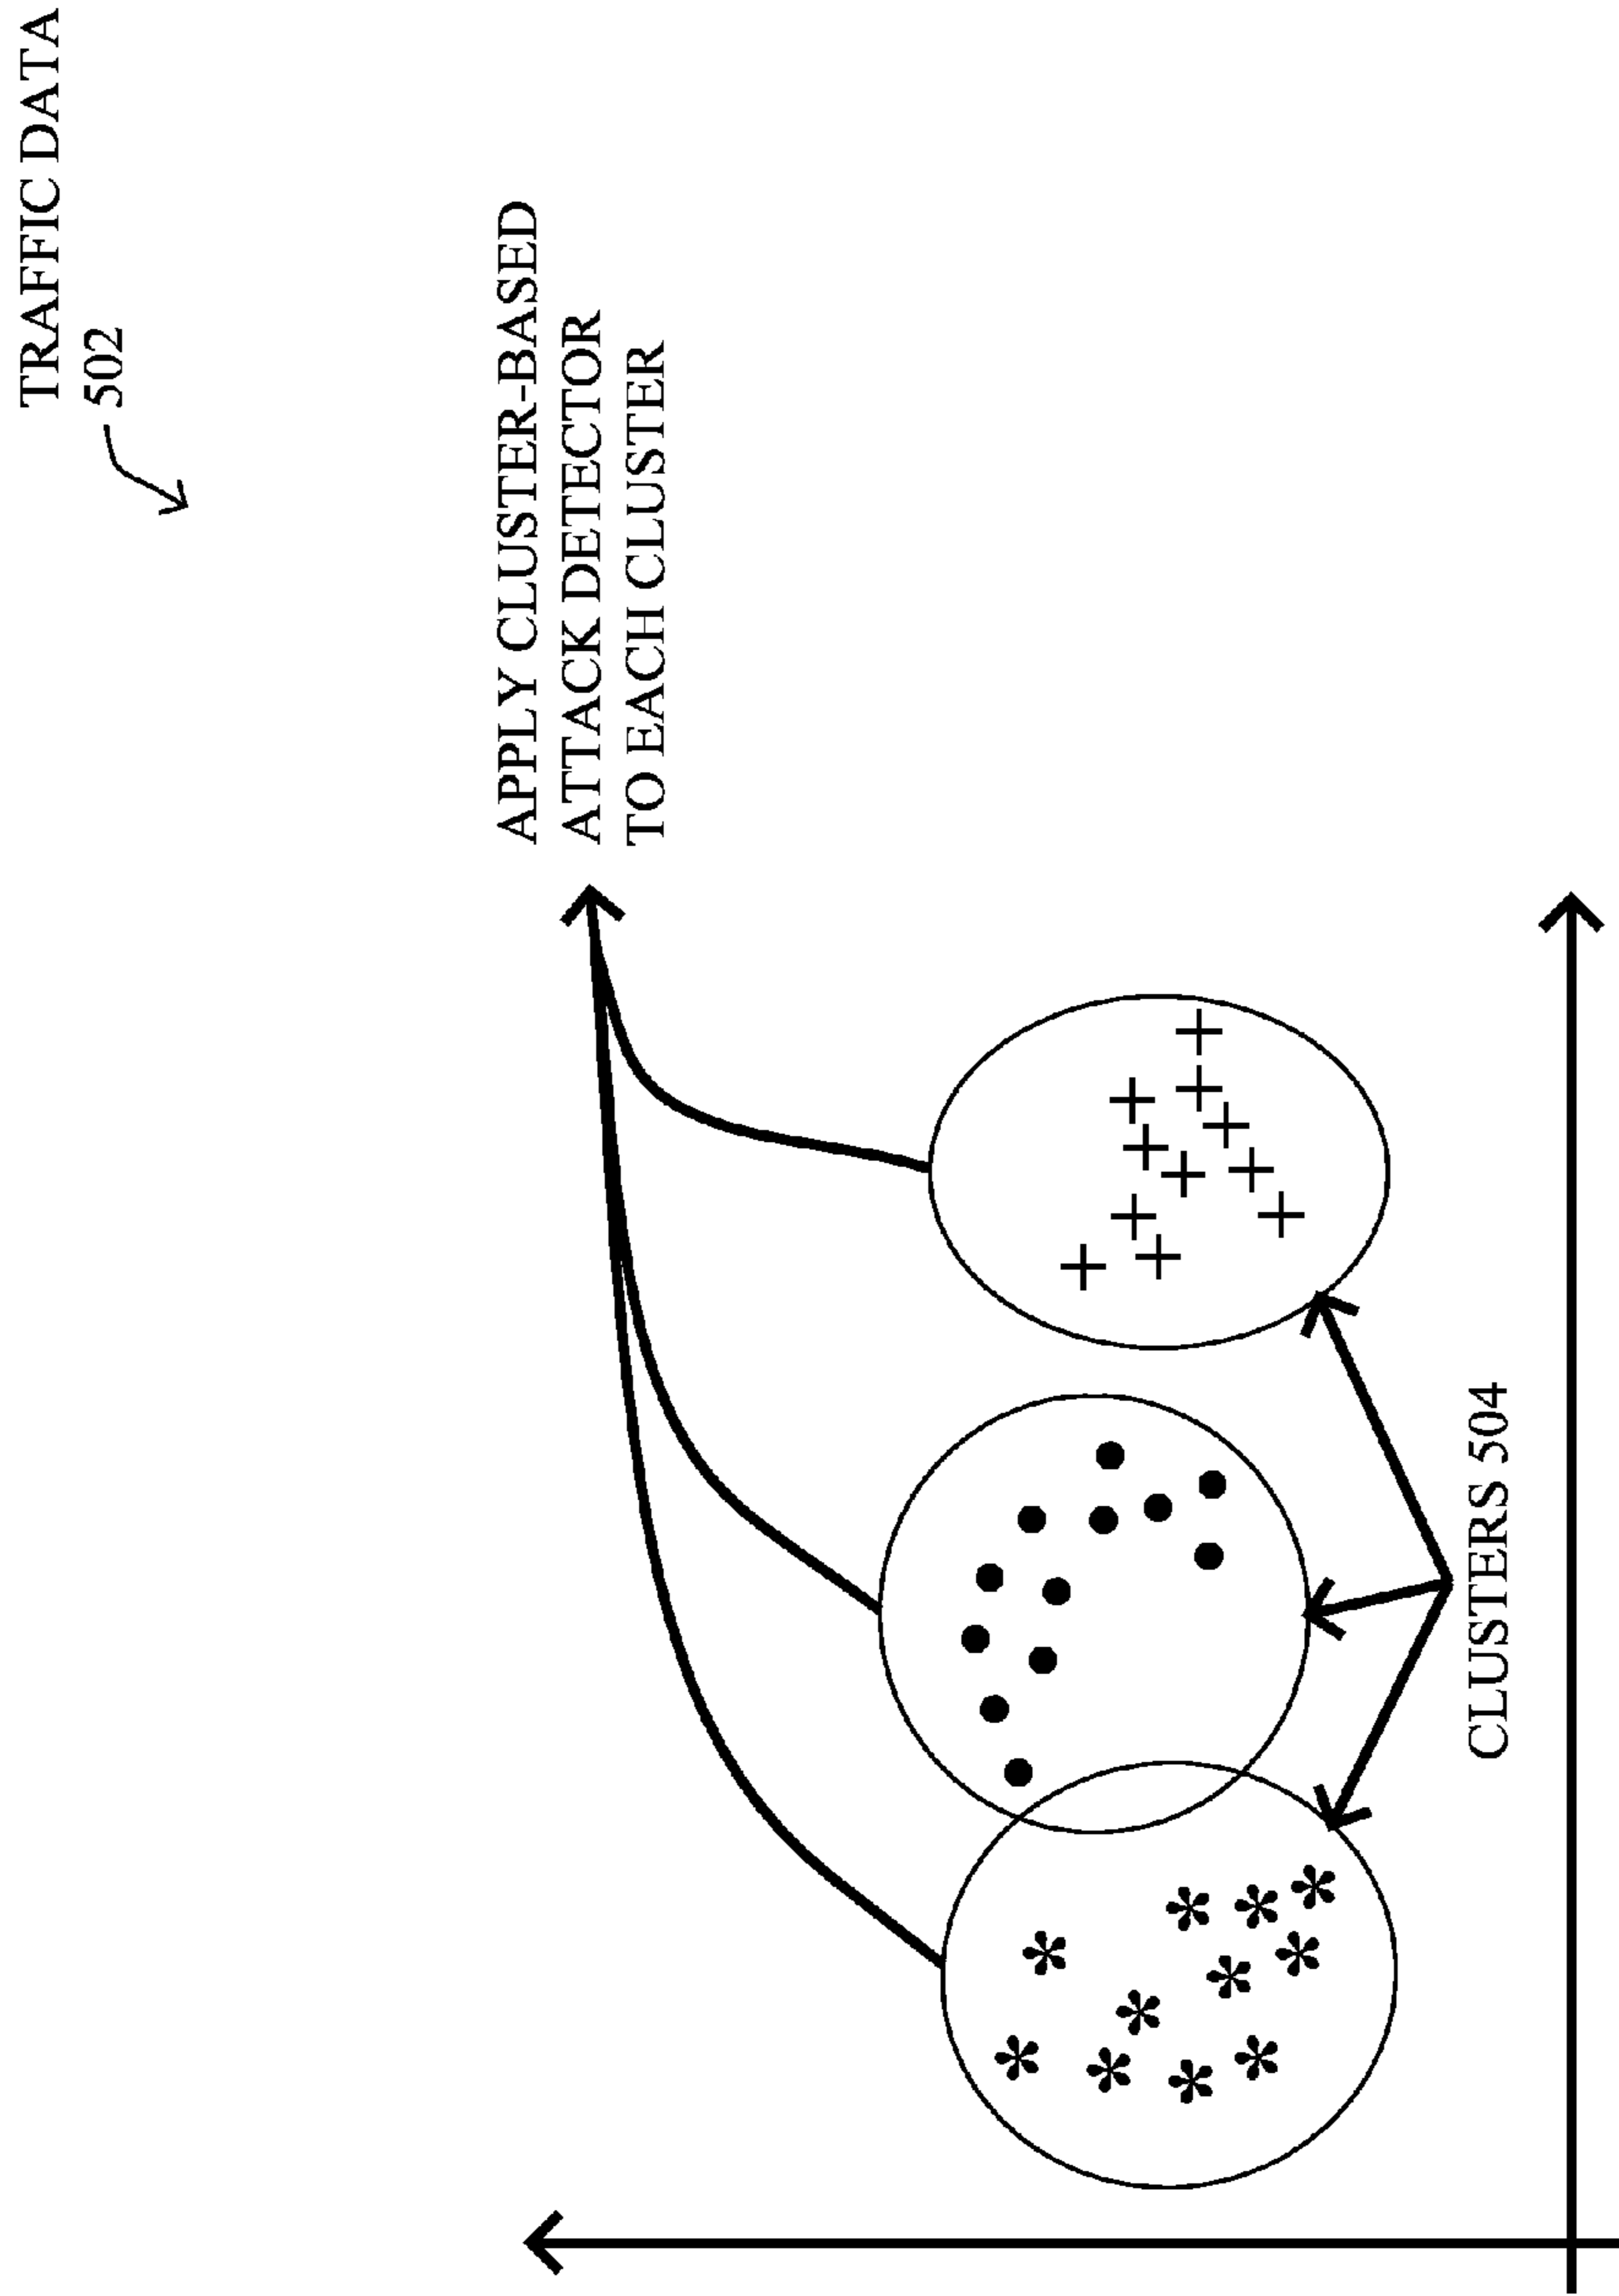 TRAFFIC DATA
502
APPLY CLUSTER-BASED
ATTACK DETECTOR
TO EACH CLUSTER
CLUSTERS 504